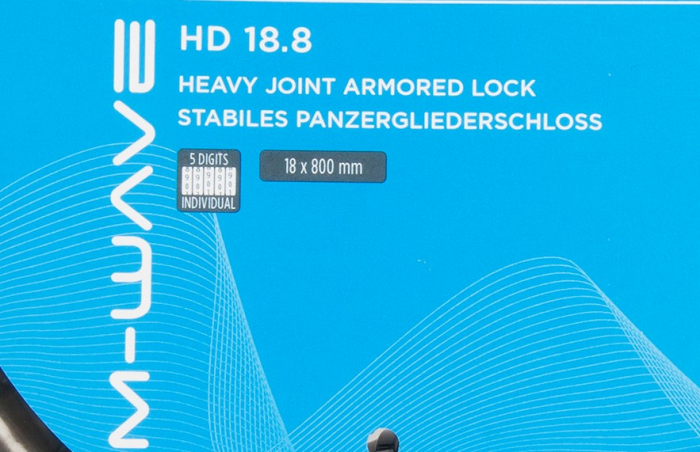 M-WAVE
HD 18.8
HEAVY JOINT ARMORED LOCK
STABILES PANZERGLIEDERSCHLOSS
5 DIGITS
INDIVIDUAL
18 x 800 mm